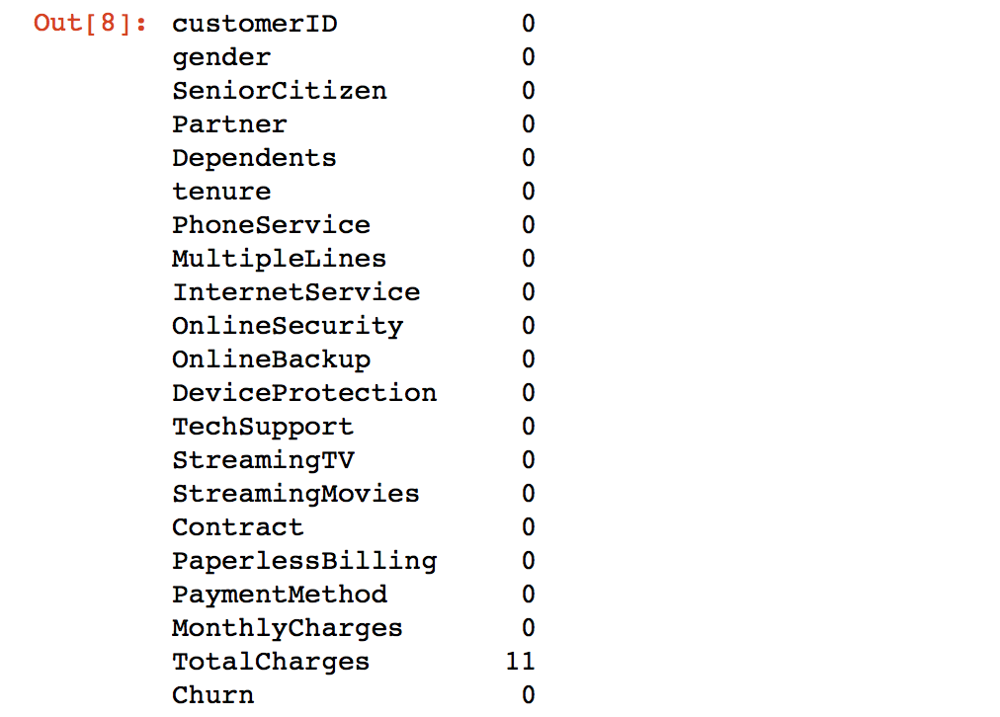 Out[8]: customerID 0
gender 0
SeniorCitizen 0
Partner 0
Dependents 0
tenure 0
PhoneService 0
MultipleLines 0
InternetService 0
OnlineSecurity 0
OnlineBackup 0
DeviceProtection 0
TechSupport 0
StreamingTV 0
StreamingMovies 0
Contract 0
PaperlessBilling 0
PaymentMethod 0
MonthlyCharges 0
TotalCharges 11
Churn 0